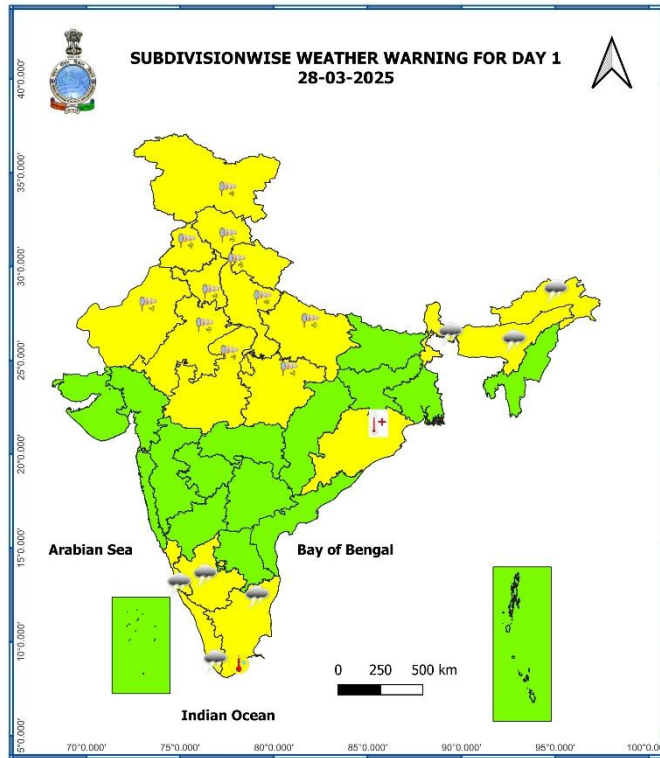 SUBDIVISIONWISE WEATHER WARNING FOR DAY 1
28-03-2025
40°0.000'
35°0.000'
30°0.000'
25°0.000'
20°0.000'
15°0.000'
10°0.000'
5°0.000'
Arabian Sea
Bay of Bengal
0 250 500 km
Indian Ocean
70°0.000' 75°0.000' 80°0.000' 85°0.000' 90°0.000' 95°0.000' 100°0.0